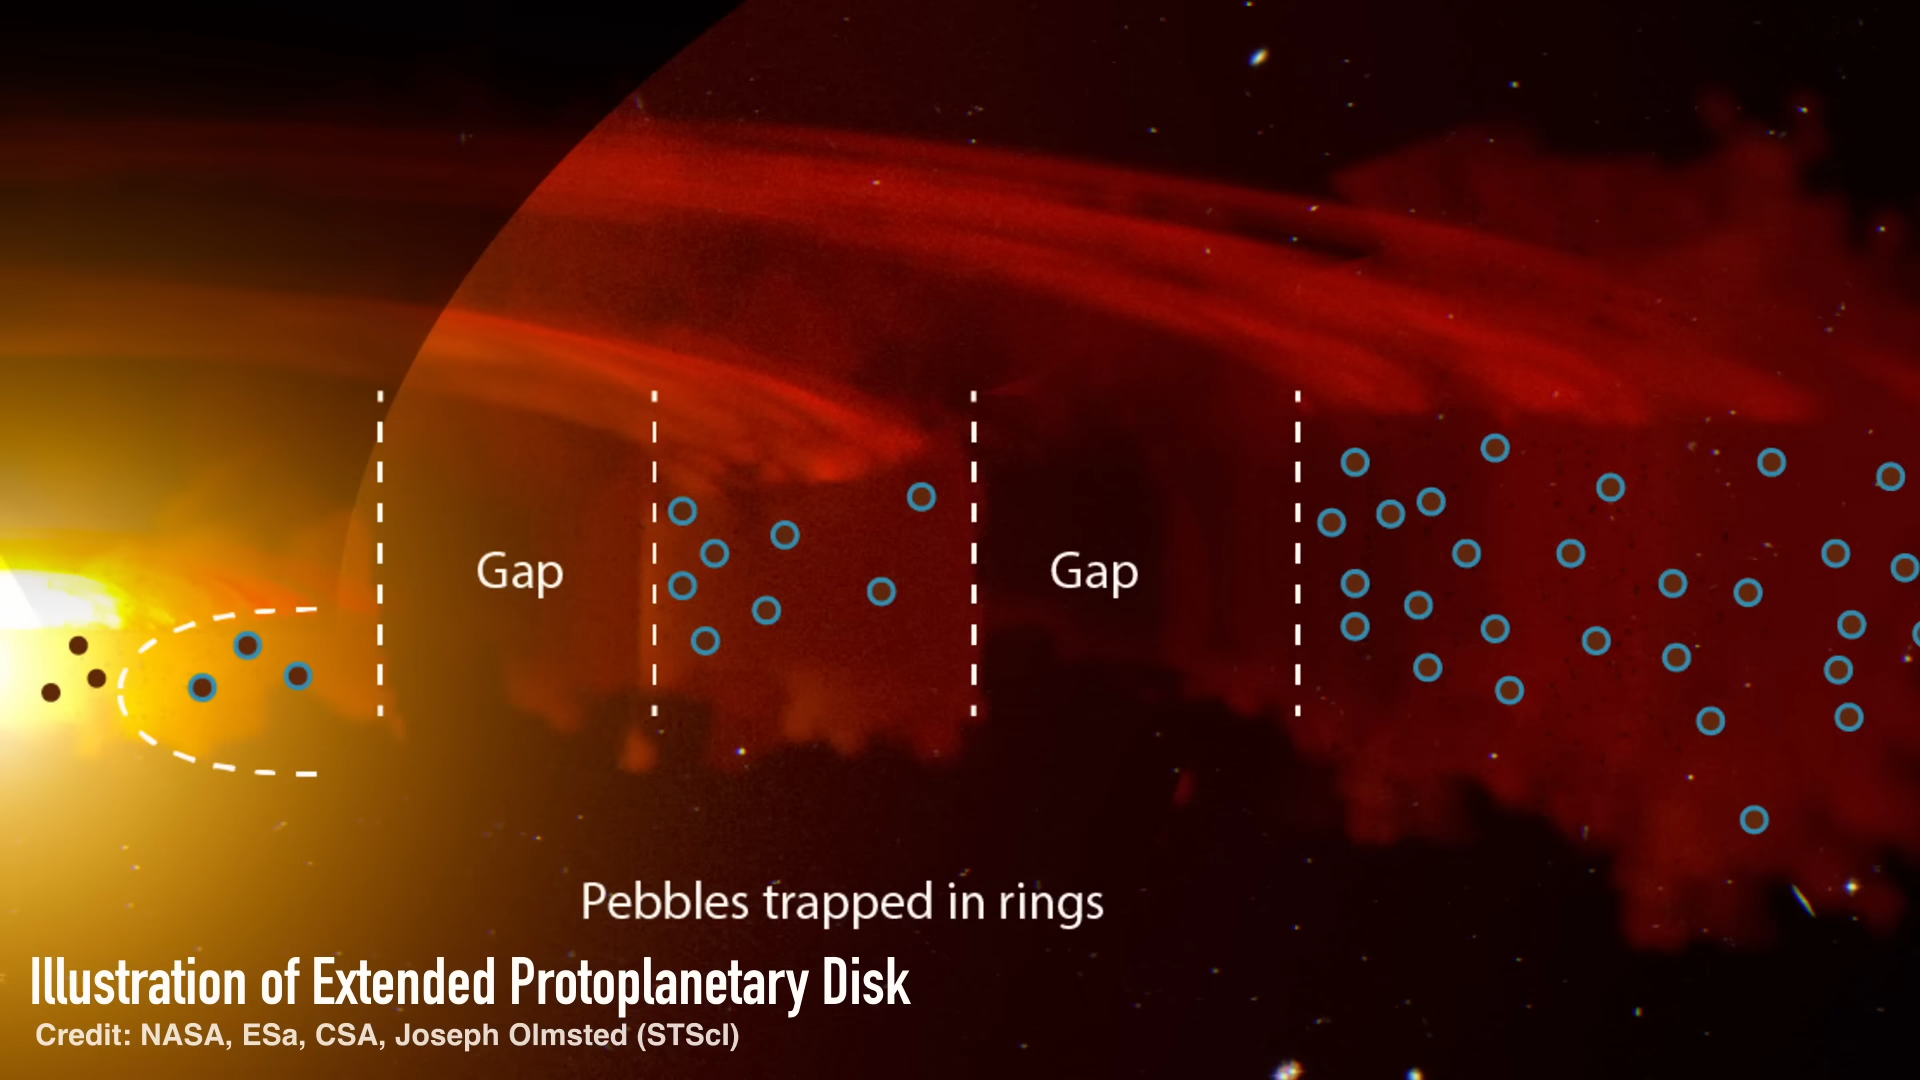 Gap
Gap
Pebbles trapped in rings
Illustration of Extended Protoplanetary Disk
Credit: NASA, ESa, CSA, Joseph Olmsted (STScI)